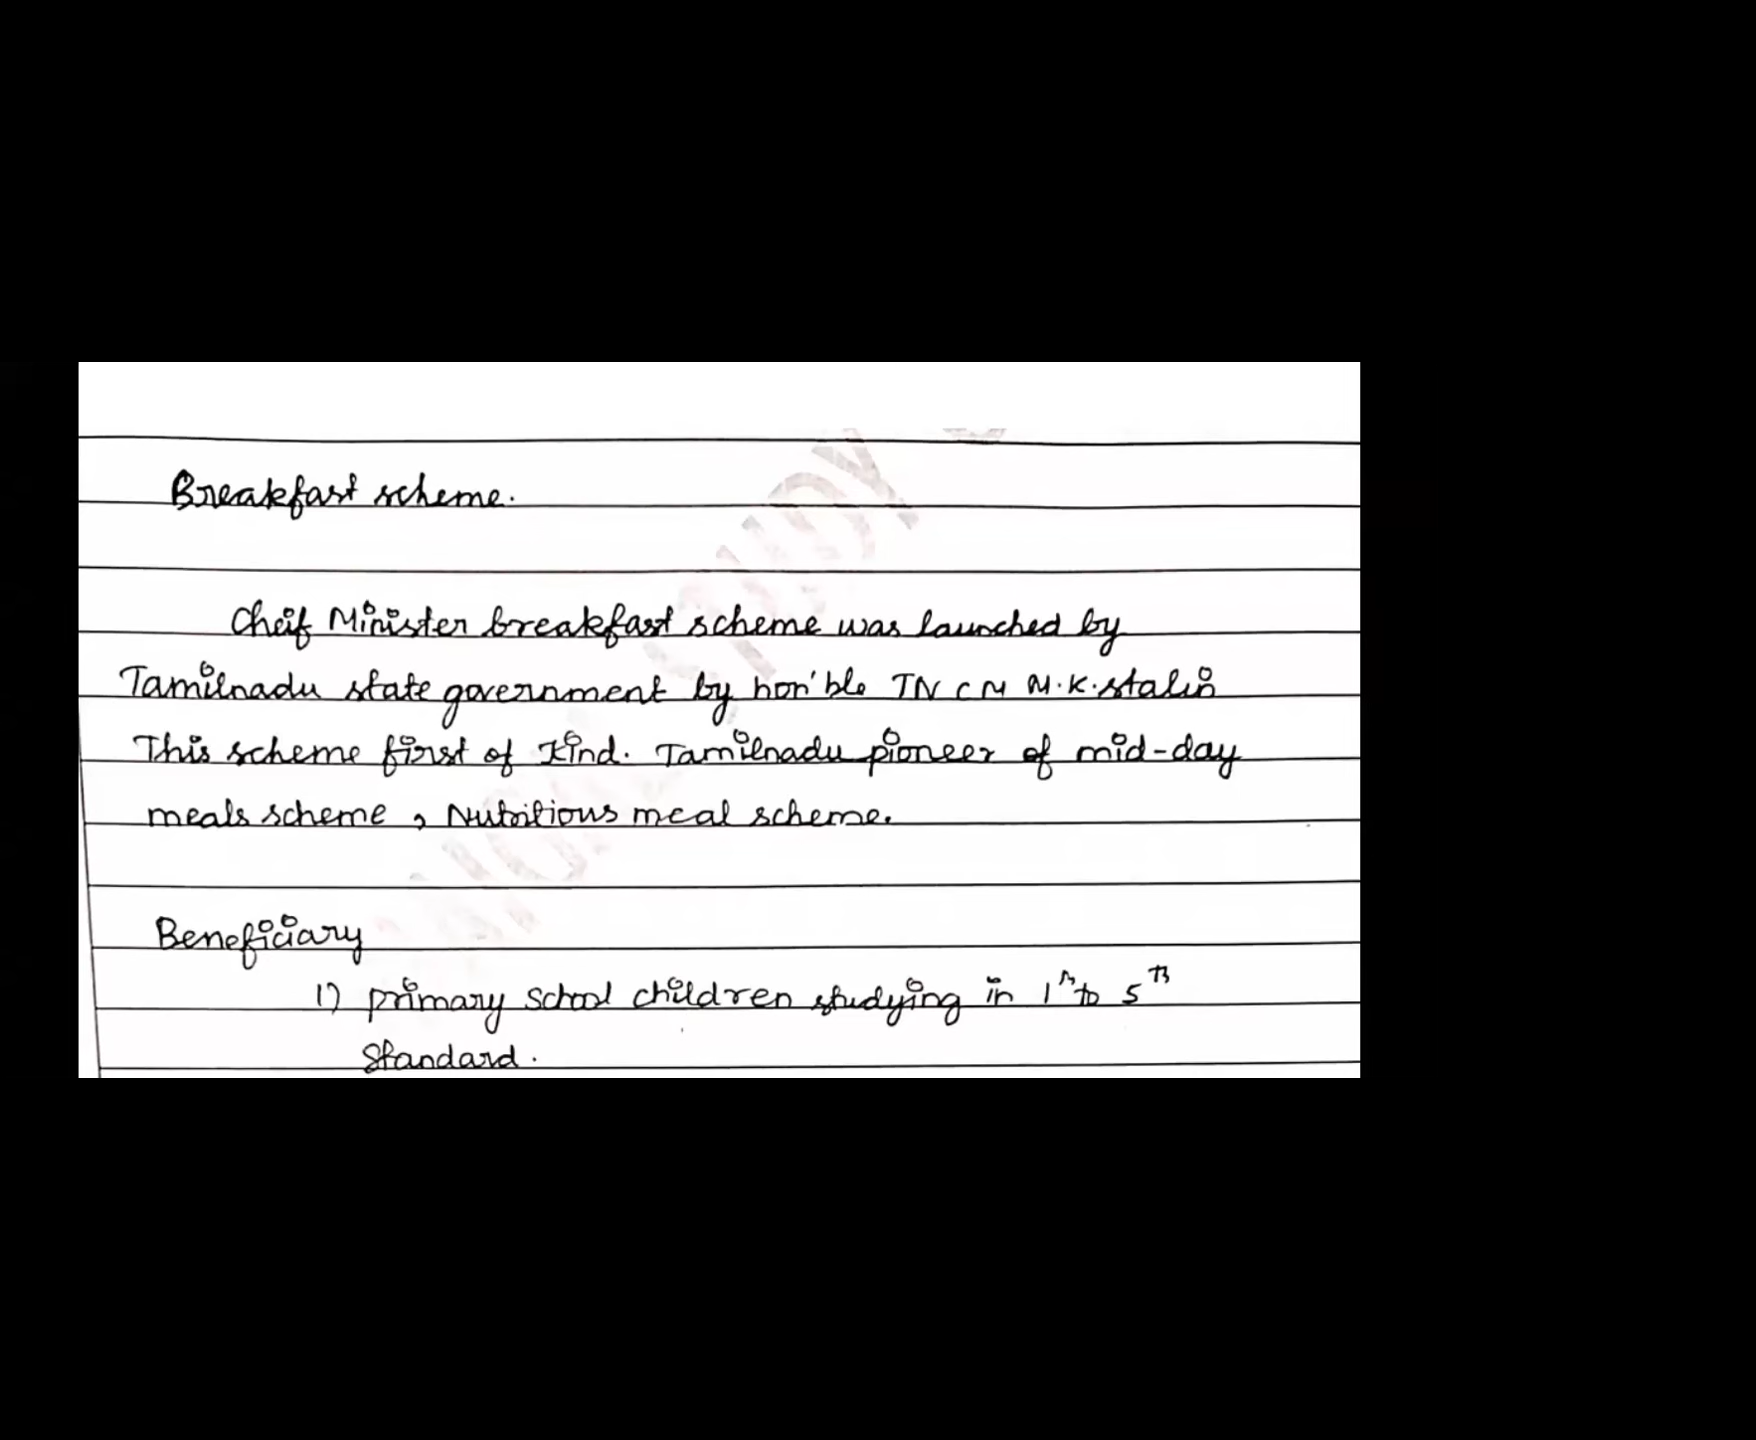 Breakfast scheme.
Cheif Minister breakfast scheme was launched by
Tamilnadu state government by hon'ble TN CM M.K.stalin
This scheme first of kind. Tamilnadu pioneer of mid-day
meals scheme, Nutritious meal scheme.
Beneficiary
1) primary school children studying in 1st to 5th
Standard.